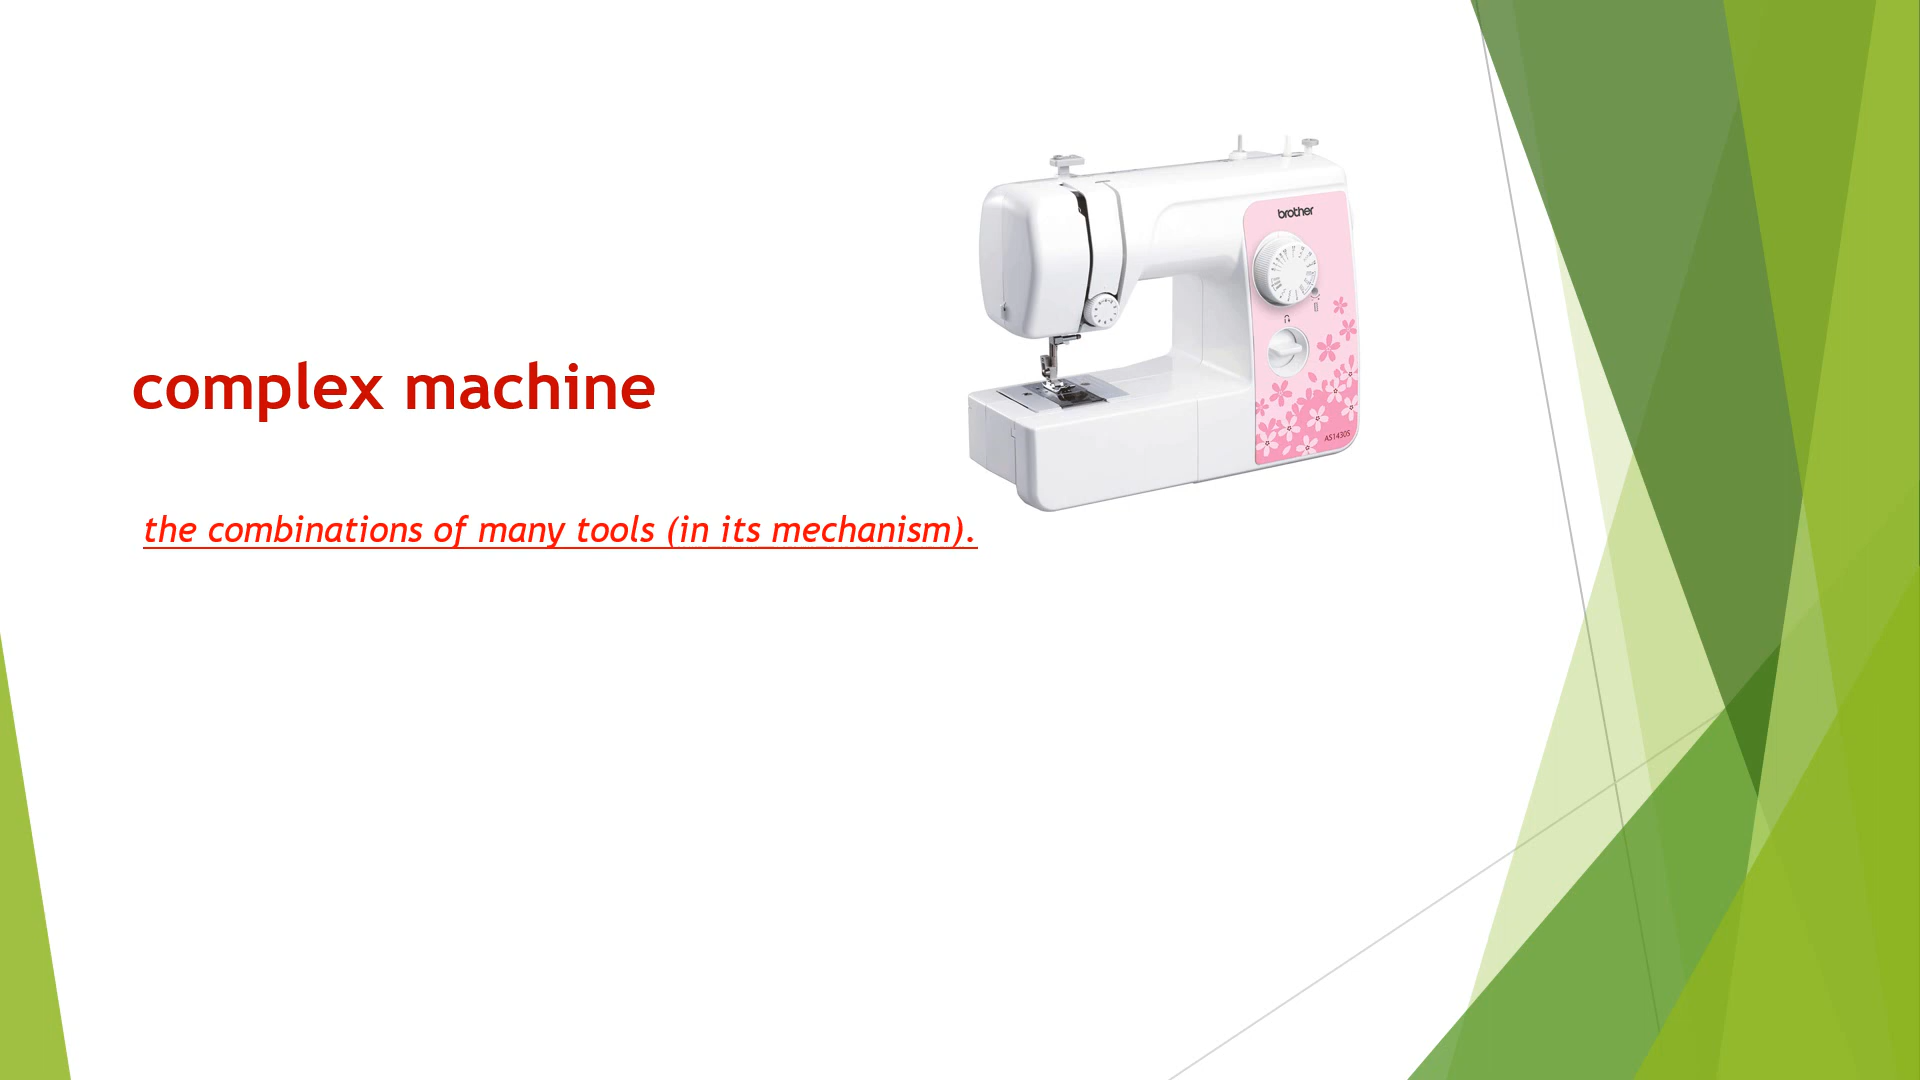 brother
complex machine
AS1430S
the combinations of many tools (in its mechanism).